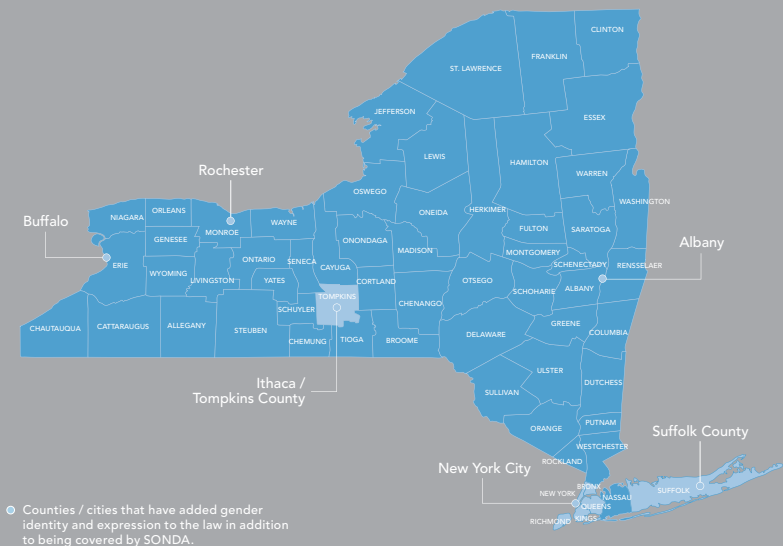 CLINTON
FRANKLIN
ST. LAWRENCE
JEFFERSON
ESSEX
LEWIS
HAMILTON
WARREN
Rochester
OSWEGO
WASHINGTON
ORLEANS
NIAGARA
ONEIDA
HERKIMER
Buffalo
MONROE
WAYNE
FULTON
SARATOGA
GENESEE
ONONDAGA
Albany
MADISON
MONTGOMERY
ERIE
ONTARIO
SENECA
CAYUGA
SCHENECTADY
RENSSELAER
WYOMING
LIVINGSTON
YATES
CORTLAND
OTSEGO
SCHOHARIE
ALBANY
TOMPKINS
CHENANGO
SCHUYLER
GREENE
CHAUTAUQUA
CATTARAUGUS
ALLEGANY
STEUBEN
COLUMBIA
CHEMUNG
TIOGA
BROOME
DELAWARE
ULSTER
Ithaca /
Tompkins County
DUTCHESS
SULLIVAN
PUTNAM
ORANGE
Suffolk County
WESTCHESTER
ROCKLAND
New York City
BRONX
NEW YORK
NASSAU
SUFFOLK
QUEENS
RICHMOND
KINGS
Counties / cities that have added gender
identity and expression to the law in addition
to being covered by SONDA.